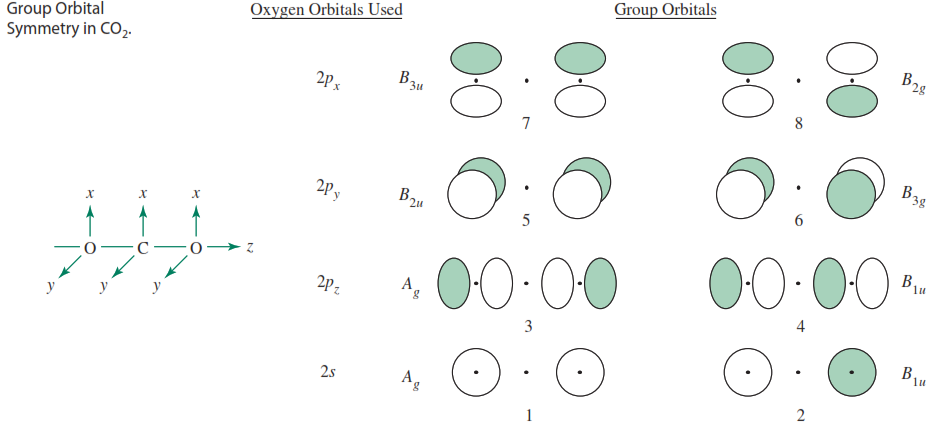 Group Orbital
Symmetry in CO₂.
Oxygen Orbitals Used
Group Orbitals
2pₓ
B₃ᵤ
7
8
B₂g
2py
B₂ᵤ
5
6
B₃g
2p_z
Ag
3
4
B₁ᵤ
2s
Ag
1
2
B₁ᵤ
x x x
O C O z
y y y